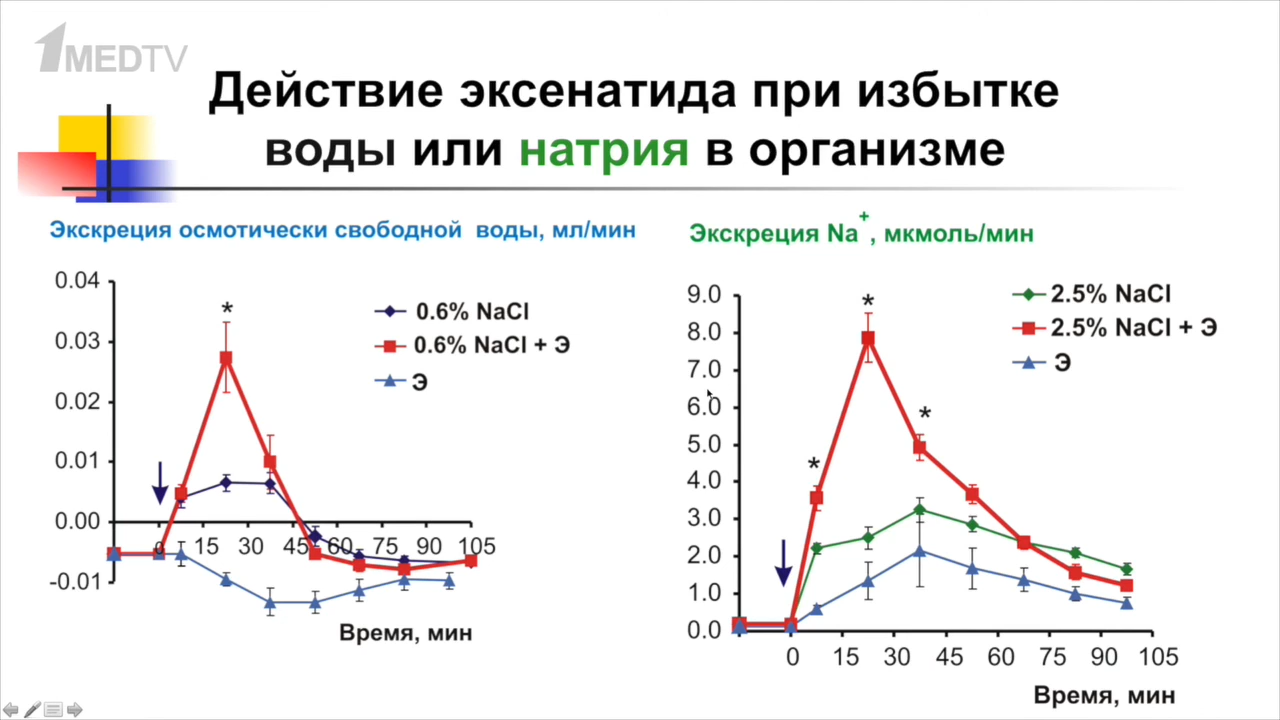 1MEDTV
Действие эксенатида при избытке
воды или натрия в организме
Экскреция осмотически свободной воды, мл/мин
0.04
0.03
0.02
0.01
0.00
-0.01
0 15 30 45 60 75 90 105
Время, мин
*
0.6% NaCl
0.6% NaCl + Э
Э
Экскреция Na+, мкмоль/мин
9.0
8.0
7.0
6.0
5.0
4.0
3.0
2.0
1.0
0.0
0 15 30 45 60 75 90 105
Время, мин
*
*
*
2.5% NaCl
2.5% NaCl + Э
Э